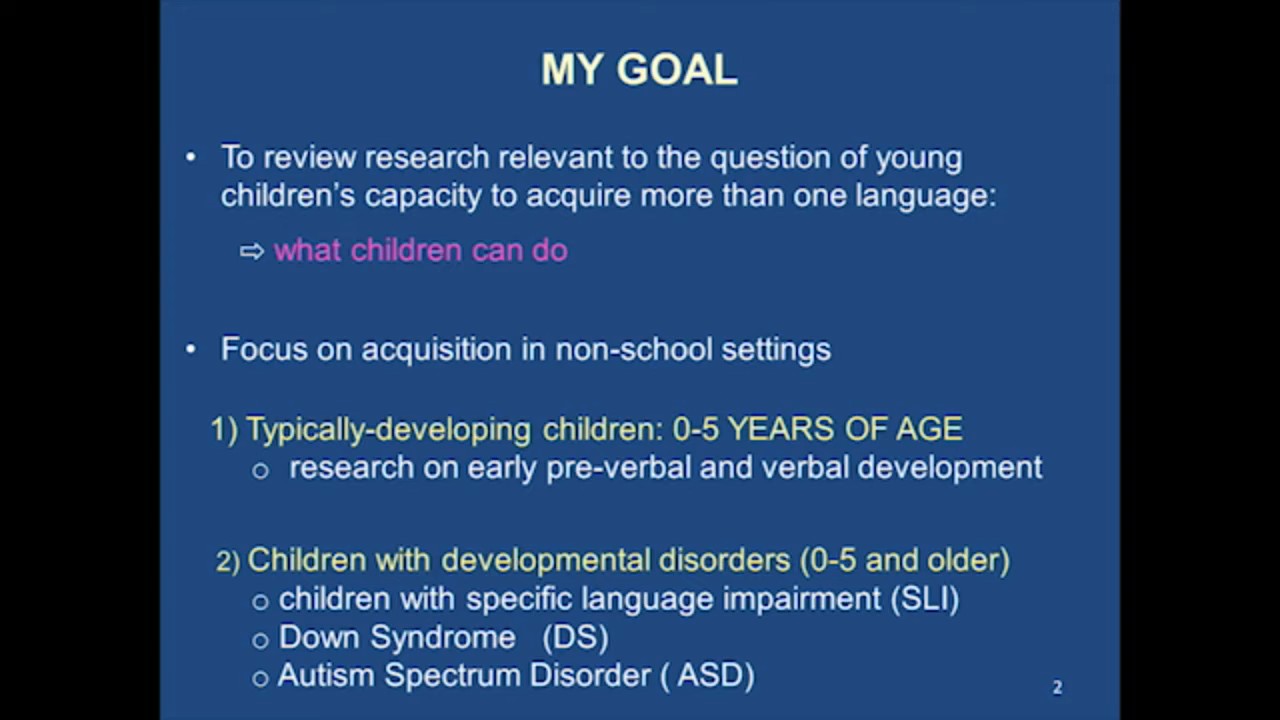 MY GOAL
• To review research relevant to the question of young
children's capacity to acquire more than one language:
⇨ what children can do
• Focus on acquisition in non-school settings
1) Typically-developing children: 0-5 YEARS OF AGE
o research on early pre-verbal and verbal development
2) Children with developmental disorders (0-5 and older)
o children with specific language impairment (SLI)
o Down Syndrome (DS)
o Autism Spectrum Disorder ( ASD)
2